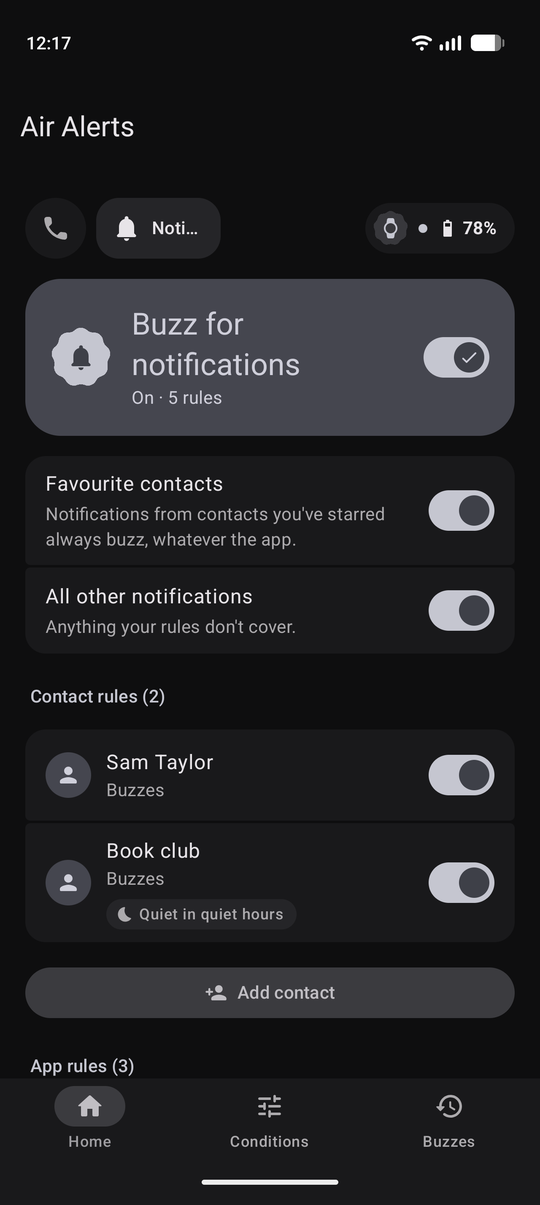 12:17
Air Alerts
Noti...
78%
Buzz for
notifications
On · 5 rules
Favourite contacts
Notifications from contacts you've starred
always buzz, whatever the app.
All other notifications
Anything your rules don't cover.
Contact rules (2)
Sam Taylor
Buzzes
Book club
Buzzes
Quiet in quiet hours
Add contact
App rules (3)
Home
Conditions
Buzzes